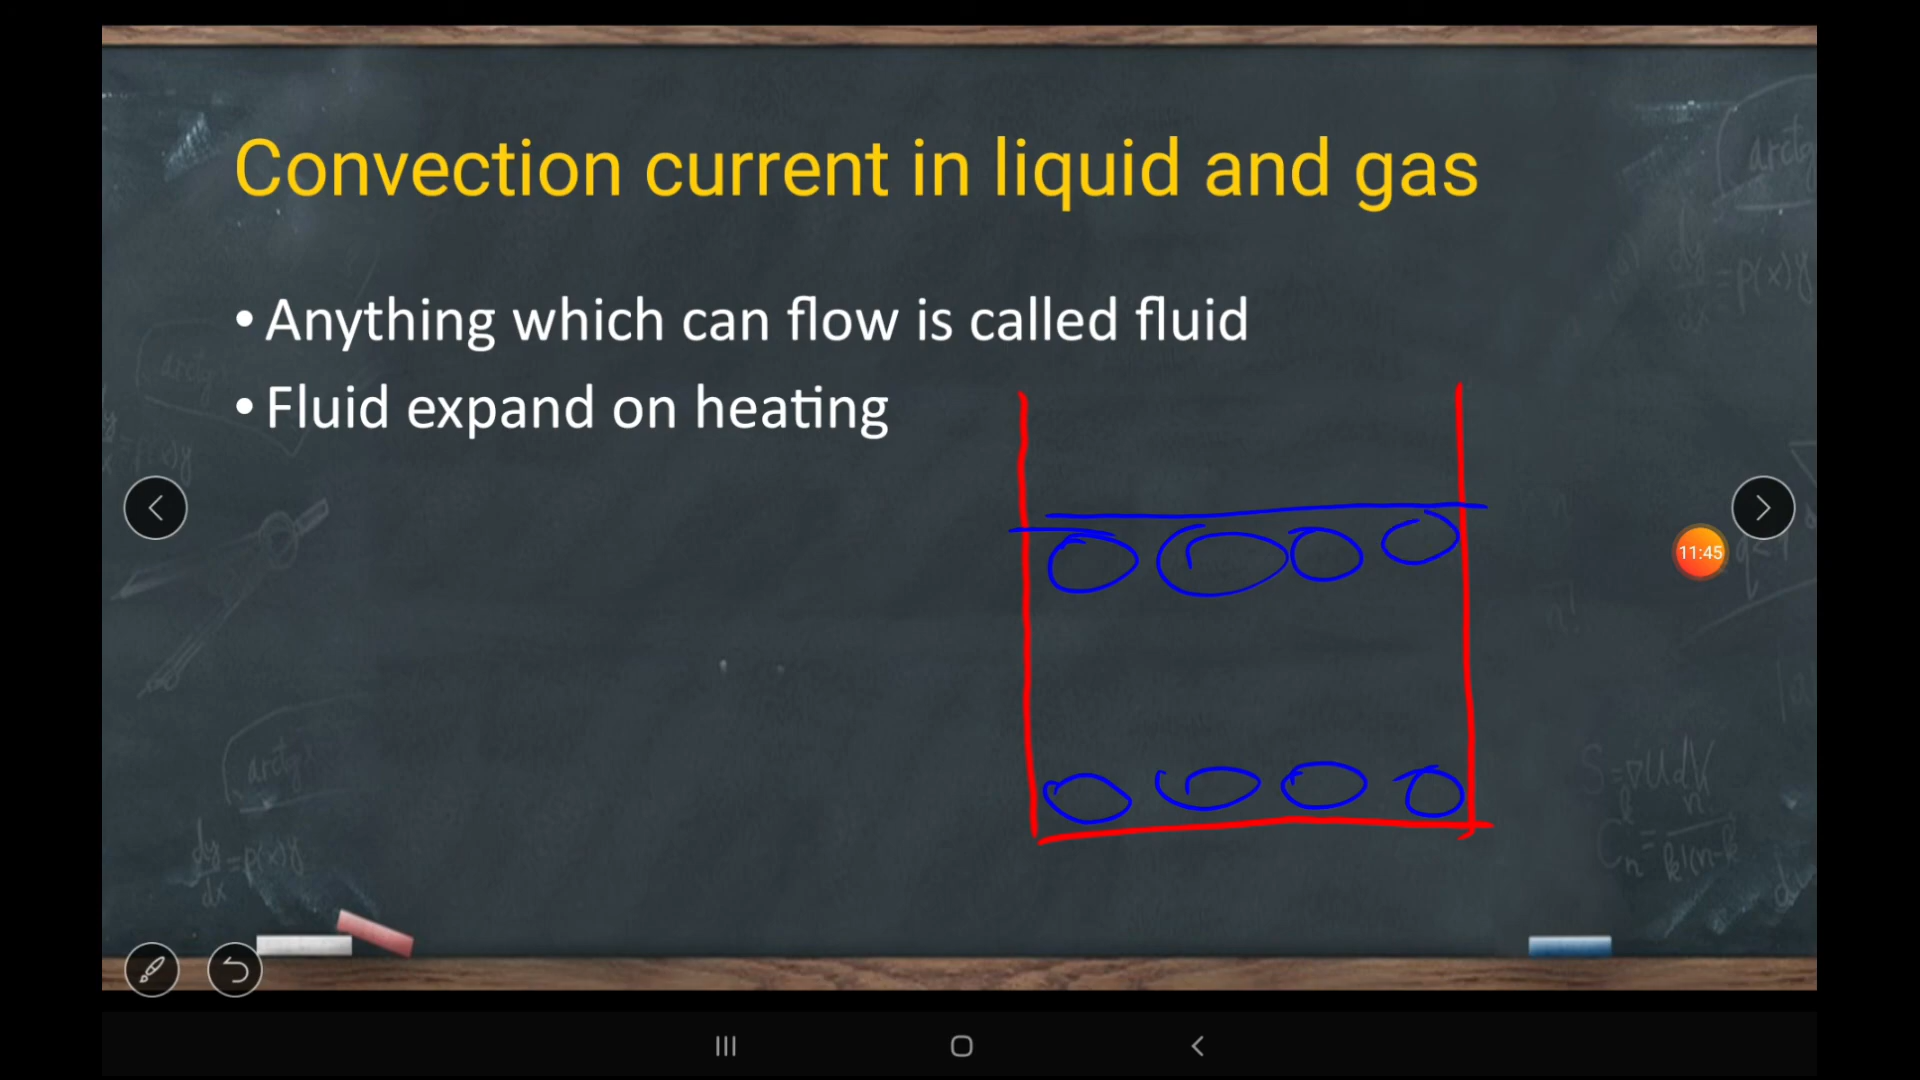 Convection current in liquid and gas
• Anything which can flow is called fluid
• Fluid expand on heating
11:45